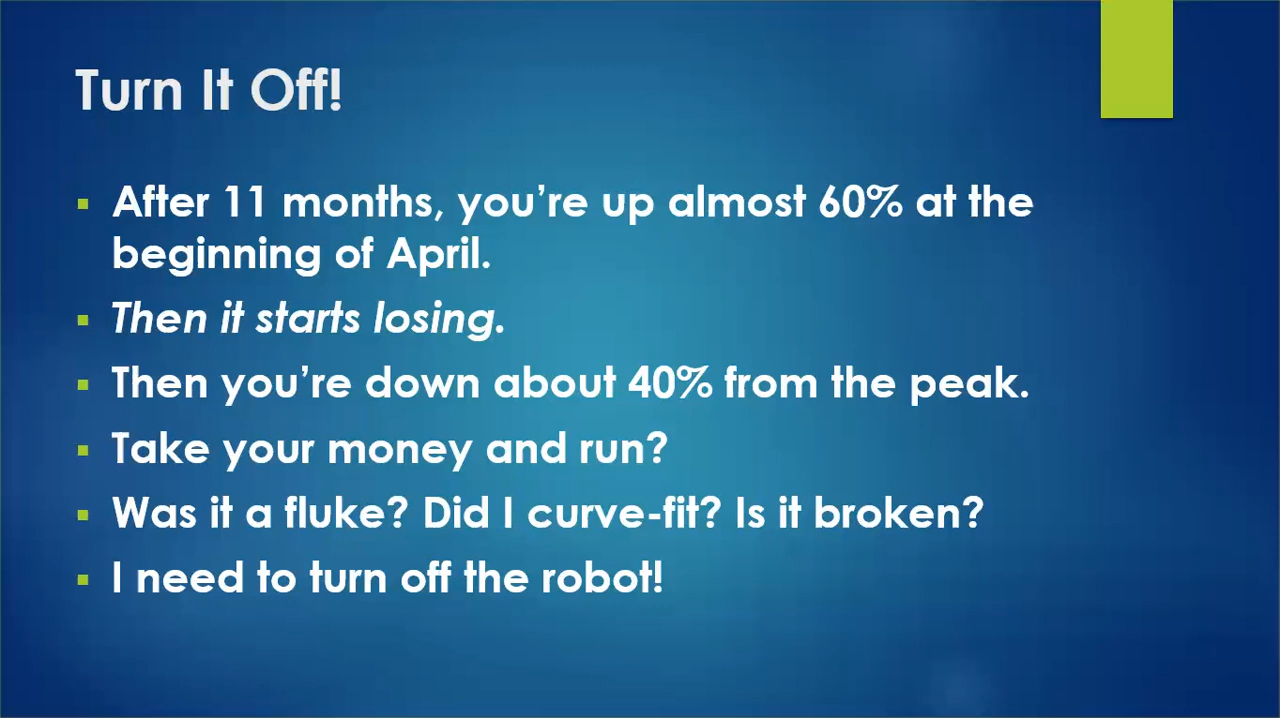 Turn It Off!
After 11 months, you’re up almost 60% at the
beginning of April.
Then it starts losing.
Then you’re down about 40% from the peak.
Take your money and run?
Was it a fluke? Did I curve-fit? Is it broken?
I need to turn off the robot!